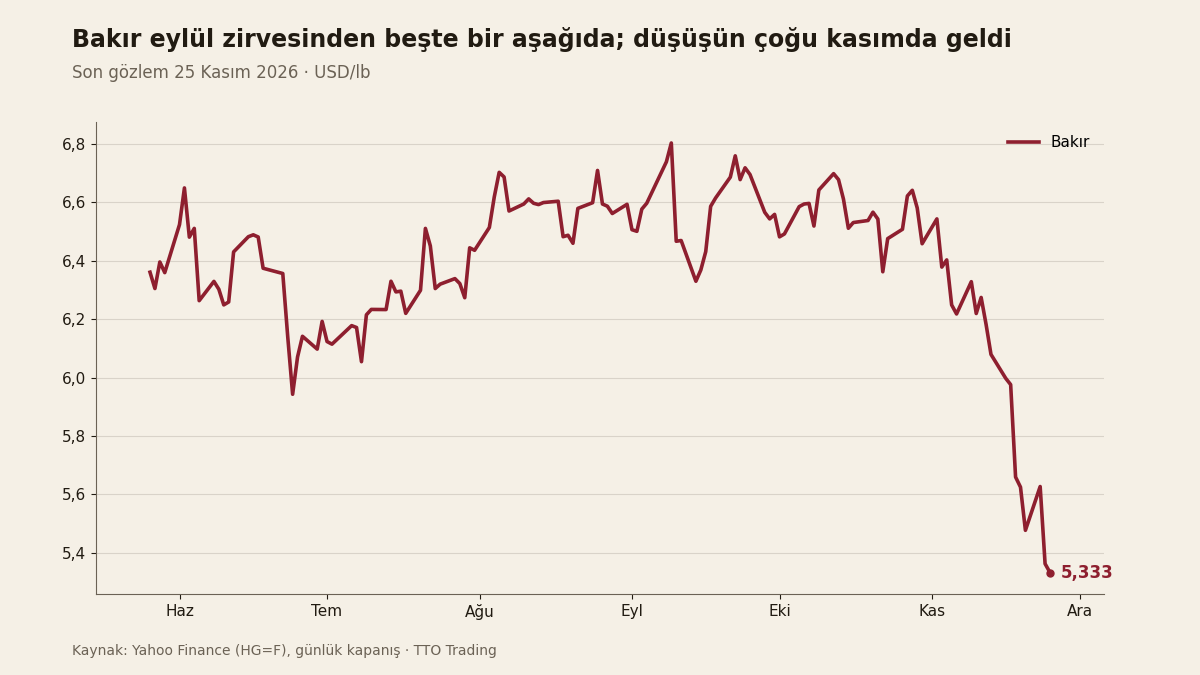 Bakır eylül zirvesinden beşte bir aşağıda; düşüşün çoğu kasımda geldi
Son gözlem 25 Kasım 2026 · USD/lb
Bakır
6,8
6,6
6,4
6,2
6,0
5,8
5,6
5,4
5,333
Haz Tem Ağu Eyl Eki Kas Ara
Kaynak: Yahoo Finance (HG=F), günlük kapanış · TTO Trading